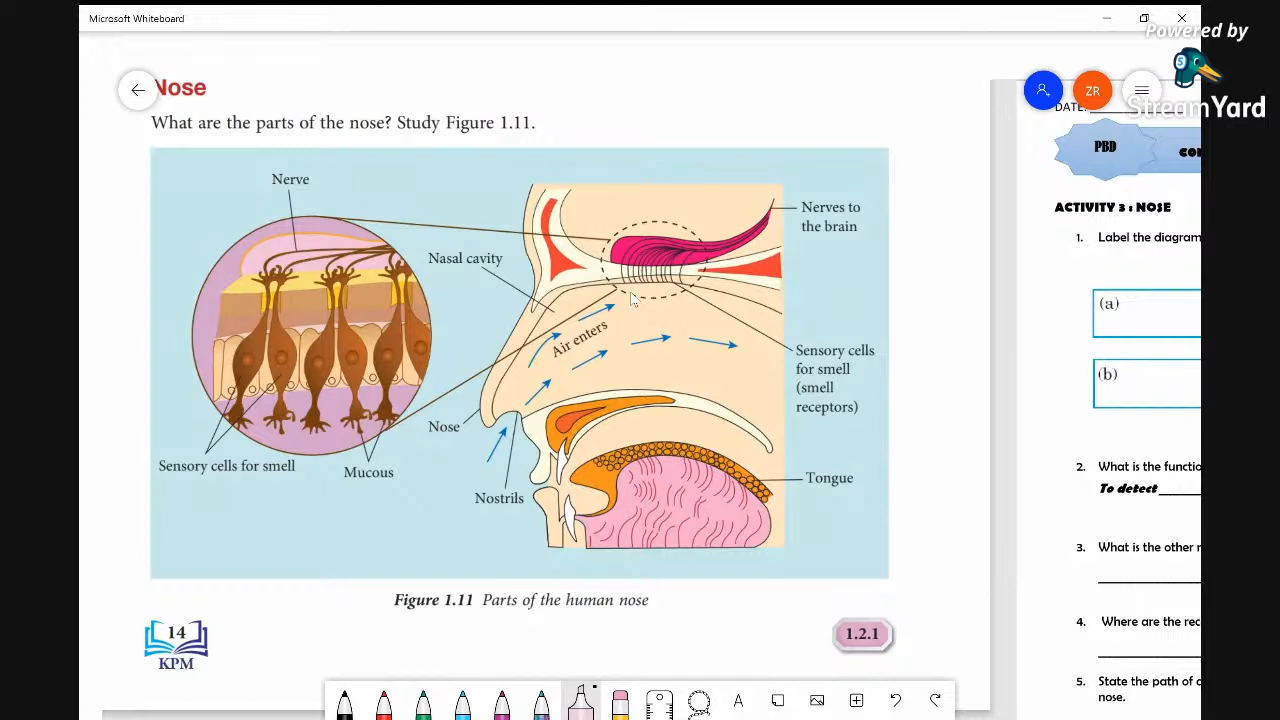 Microsoft Whiteboard
Powered by
StreamYard
Nose
What are the parts of the nose? Study Figure 1.11.
Nerve
Nasal cavity
Nerves to
the brain
Air enters
Sensory cells
for smell
(smell
receptors)
Nose
Sensory cells for smell
Mucous
Nostrils
Tongue
Figure 1.11 Parts of the human nose
14
KPM
1.2.1
ZR
DATE:
PBD
ACTIVITY 3 : NOSE
1. Label the diagram
(a)
(b)
2. What is the functio
To detect
3. What is the other
4. Where are the rec
5. State the path of
nose.